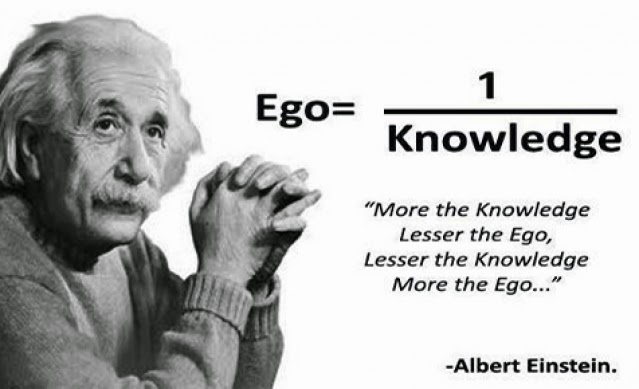 Ego= 1
Knowledge
“More the Knowledge
Lesser the Ego,
Lesser the Knowledge
More the Ego...”
-Albert Einstein.